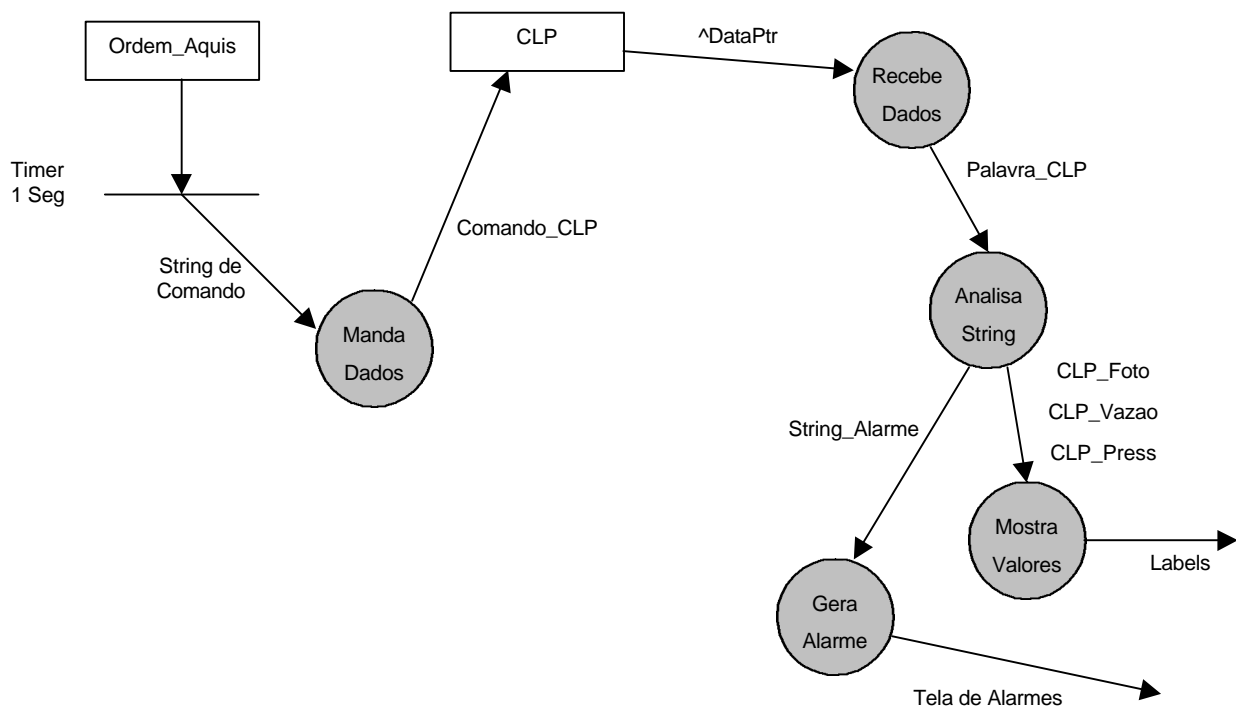 Ordem_Aquis
CLP
^DataPtr
Recebe
Dados
Timer
1 Seg
Palavra_CLP
Comando_CLP
String de
Comando
Manda
Dados
Analisa
String
CLP_Foto
CLP_Vazao
CLP_Press
String_Alarme
Mostra
Valores
Labels
Gera
Alarme
Tela de Alarmes